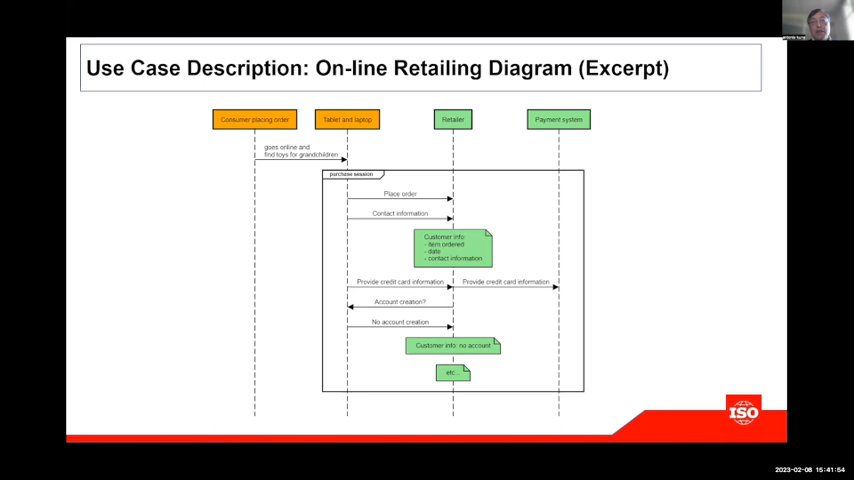 Use Case Description: On-line Retailing Diagram (Excerpt)
Consumer placing order
Tablet and laptop
Retailer
Payment system
goes online and
find toys for grandchildren
purchase session
Place order
Contact information
Customer info:
- item ordered
- date
- contact information
Provide credit card information
Provide credit card information
Account creation?
No account creation
Customer info: no account
etc...
ISO
2023-02-08 15:41:54